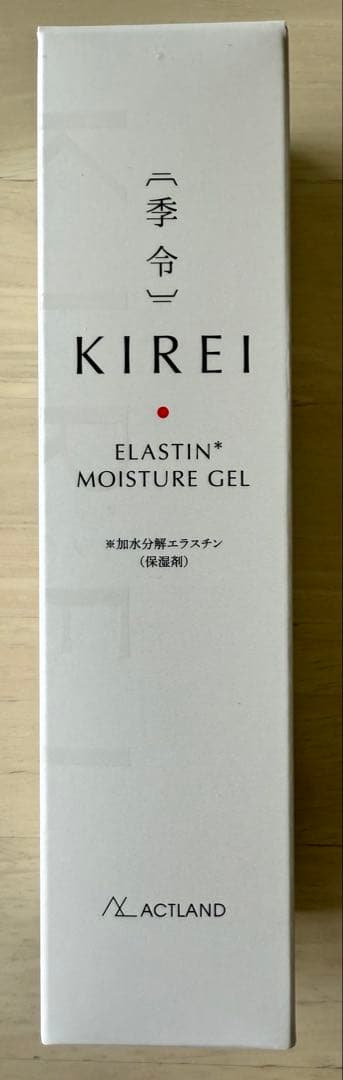 【季令】
KIREI
ELASTIN*
MOISTURE GEL
※加水分解エラスチン
（保湿剤）
ACTLAND